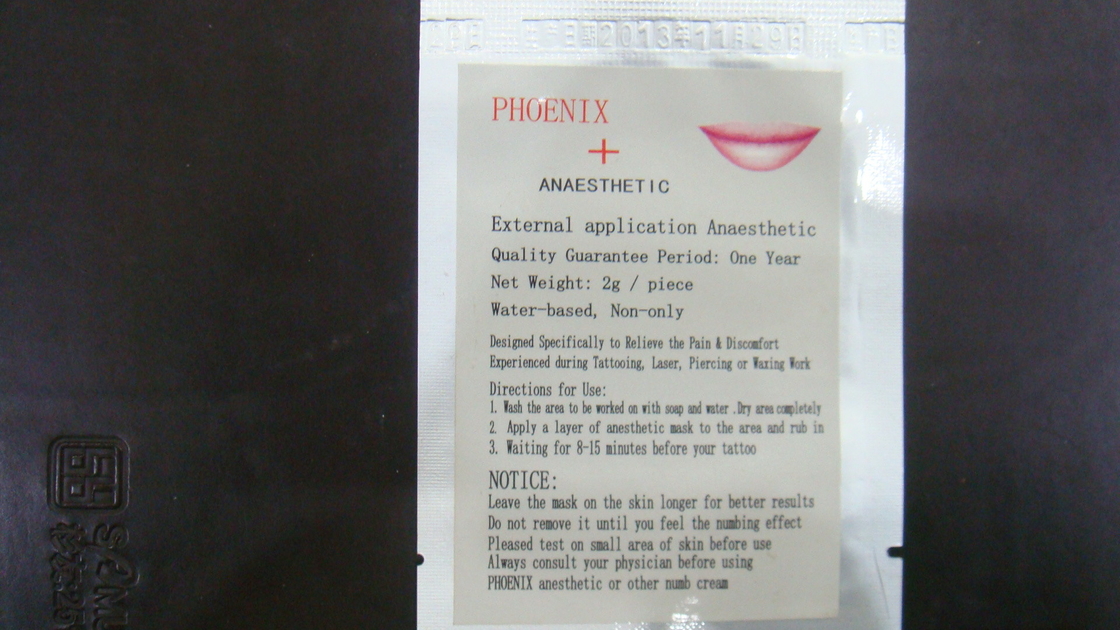 生产日期2013年11月29日
PHOENIX
+
ANAESTHETIC
External application Anaesthetic
Quality Guarantee Period: One Year
Net Weight: 2g / piece
Water-based, Non-only
Designed Specifically to Relieve the Pain & Discomfort
Experienced during Tattooing, Laser, Piercing or Waxing Work
Directions for Use:
1. Wash the area to be worked on with soap and water .Dry area completely
2. Apply a layer of anesthetic mask to the area and rub in
3. Waiting for 8-15 minutes before your tattoo
NOTICE:
Leave the mask on the skin longer for better results
Do not remove it until you feel the numbing effect
Pleased test on small area of skin before use
Always consult your physician before using
PHOENIX anesthetic or other numb cream